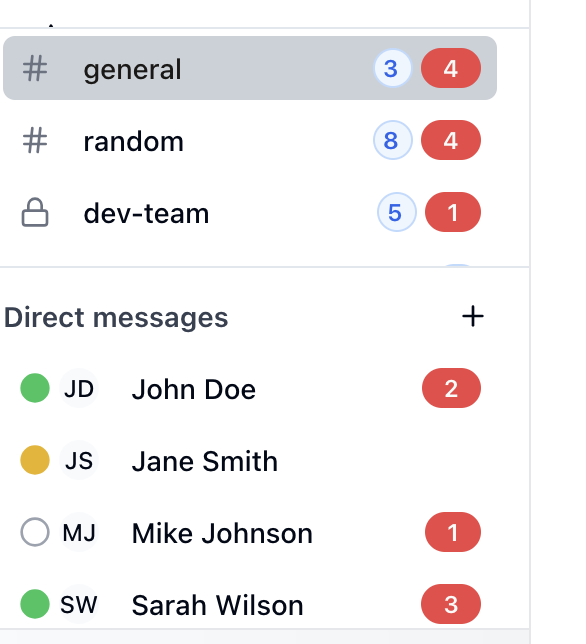 # general 3 4
# random 8 4
dev-team 5 1
Direct messages +
JD John Doe 2
JS Jane Smith
MJ Mike Johnson 1
SW Sarah Wilson 3